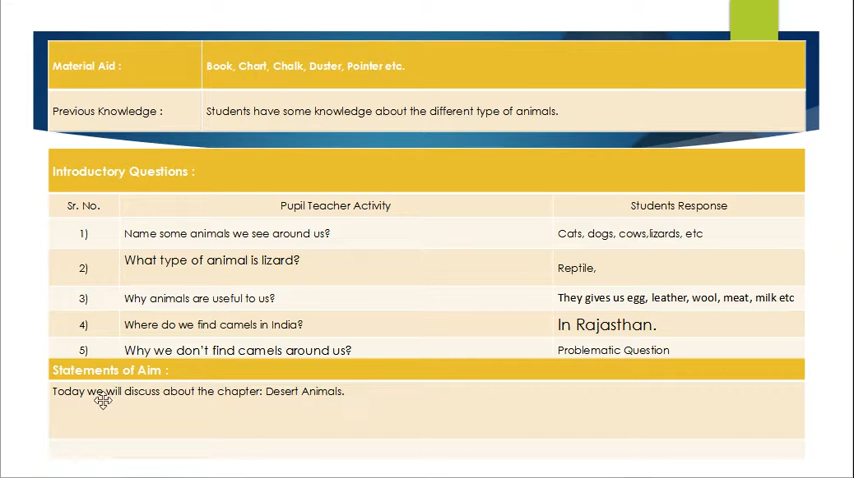 Material Aid : Book, Chart, Chalk, Duster, Pointer etc.
Previous Knowledge : Students have some knowledge about the different type of animals.
Introductory Questions :
Sr. No. Pupil Teacher Activity Students Response
1) Name some animals we see around us? Cats, dogs, cows,lizards, etc
2) What type of animal is lizard? Reptile,
3) Why animals are useful to us? They gives us egg, leather, wool, meat, milk etc
4) Where do we find camels in India? In Rajasthan.
5) Why we don't find camels around us? Problematic Question
Statements of Aim :
Today we will discuss about the chapter: Desert Animals.